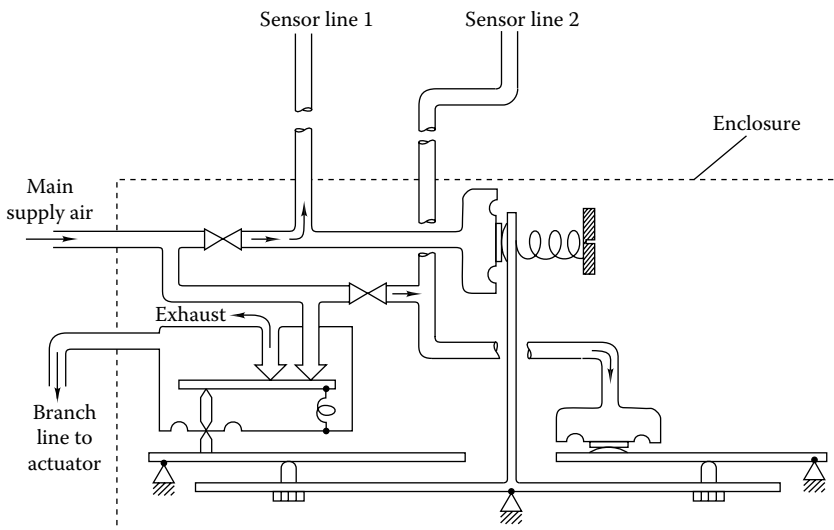 Sensor line 1
Sensor line 2
Enclosure
Main
supply air
Exhaust
Branch
line to
actuator